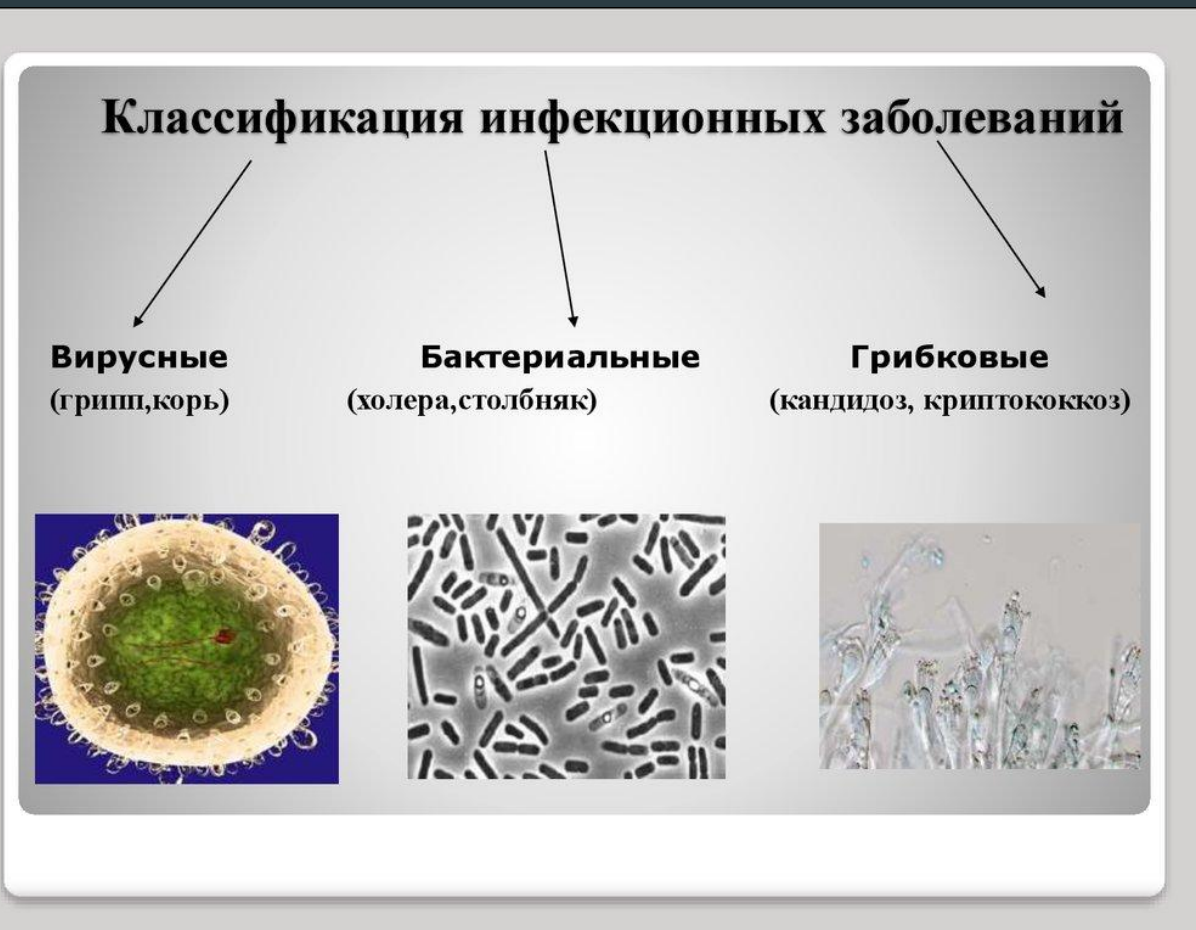 Классификация инфекционных заболеваний
Вирусные Бактериальные Грибковые
(грипп,корь) (холера,столбняк) (кандидоз, криптококкоз)